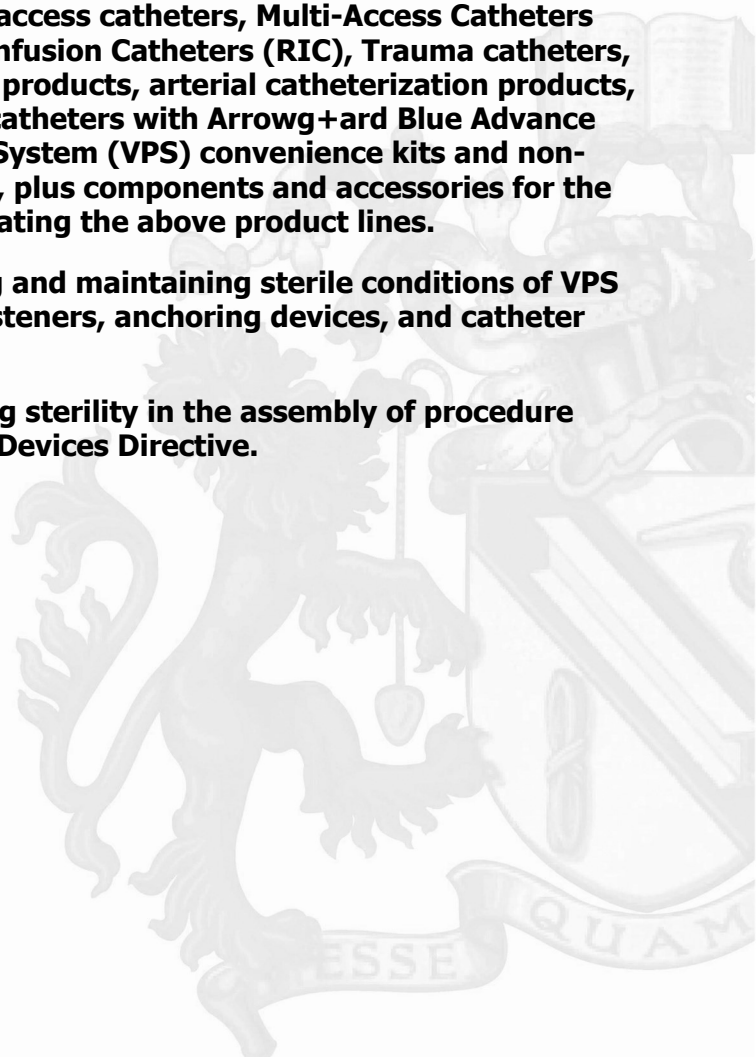 access catheters, Multi-Access Catheters
nfusion Catheters (RIC), Trauma catheters,
products, arterial catheterization products,
catheters with Arrowg+ard Blue Advance
System (VPS) convenience kits and non-
, plus components and accessories for the
ating the above product lines.
g and maintaining sterile conditions of VPS
steners, anchoring devices, and catheter
g sterility in the assembly of procedure
Devices Directive.
ESSE QUAM